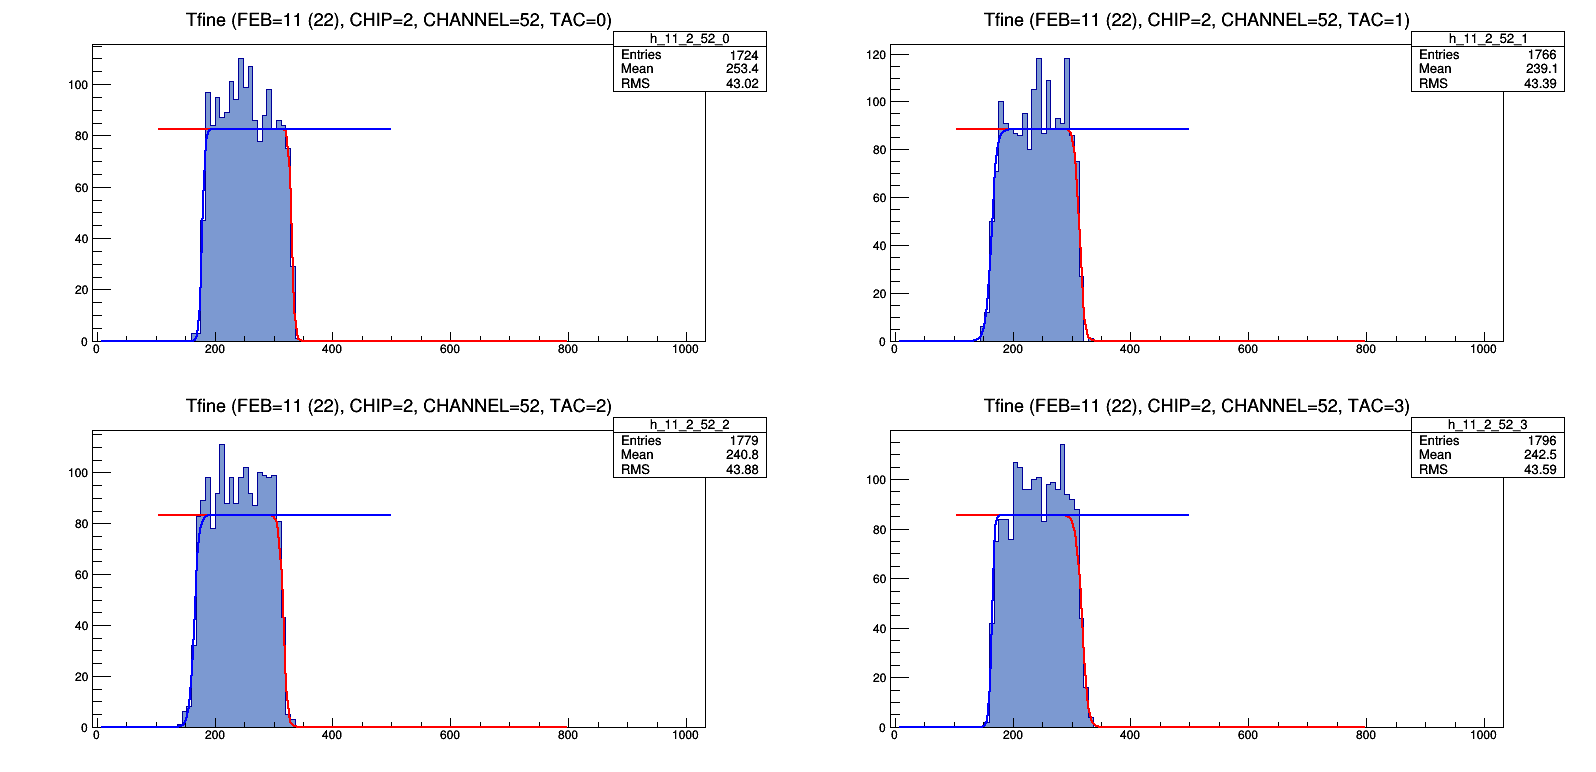 Tfine (FEB=11 (22), CHIP=2, CHANNEL=52, TAC=0)
h_11_2_52_0
Entries 1724
Mean 253.4
RMS 43.02
100
80
60
40
20
0
0 200 400 600 800 1000
Tfine (FEB=11 (22), CHIP=2, CHANNEL=52, TAC=1)
h_11_2_52_1
Entries 1766
Mean 239.1
RMS 43.39
120
100
80
60
40
20
0
0 200 400 600 800 1000
Tfine (FEB=11 (22), CHIP=2, CHANNEL=52, TAC=2)
h_11_2_52_2
Entries 1779
Mean 240.8
RMS 43.88
100
80
60
40
20
0
0 200 400 600 800 1000
Tfine (FEB=11 (22), CHIP=2, CHANNEL=52, TAC=3)
h_11_2_52_3
Entries 1796
Mean 242.5
RMS 43.59
100
80
60
40
20
0
0 200 400 600 800 1000